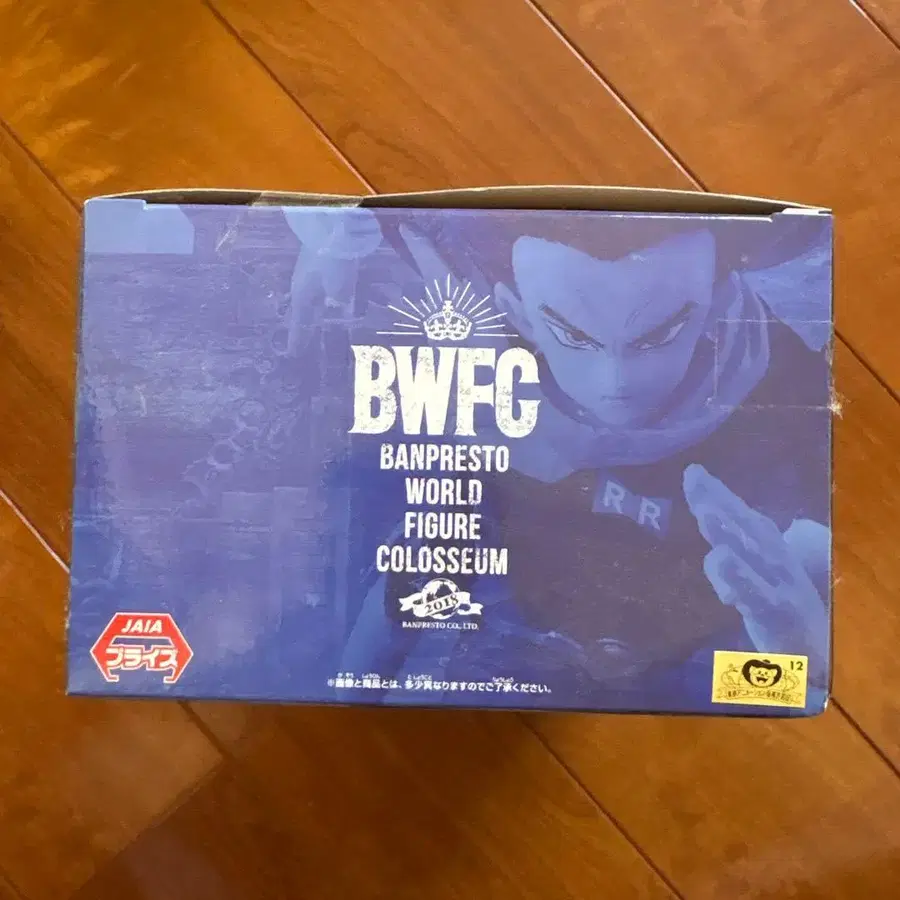 BWFC
BANPRESTO
WORLD
FIGURE
COLOSSEUM
2018
BANPRESTO CO., LTD.
RR
JAIA
プライズ
※画像と商品とは、多少異なりますのでご了承ください。
12